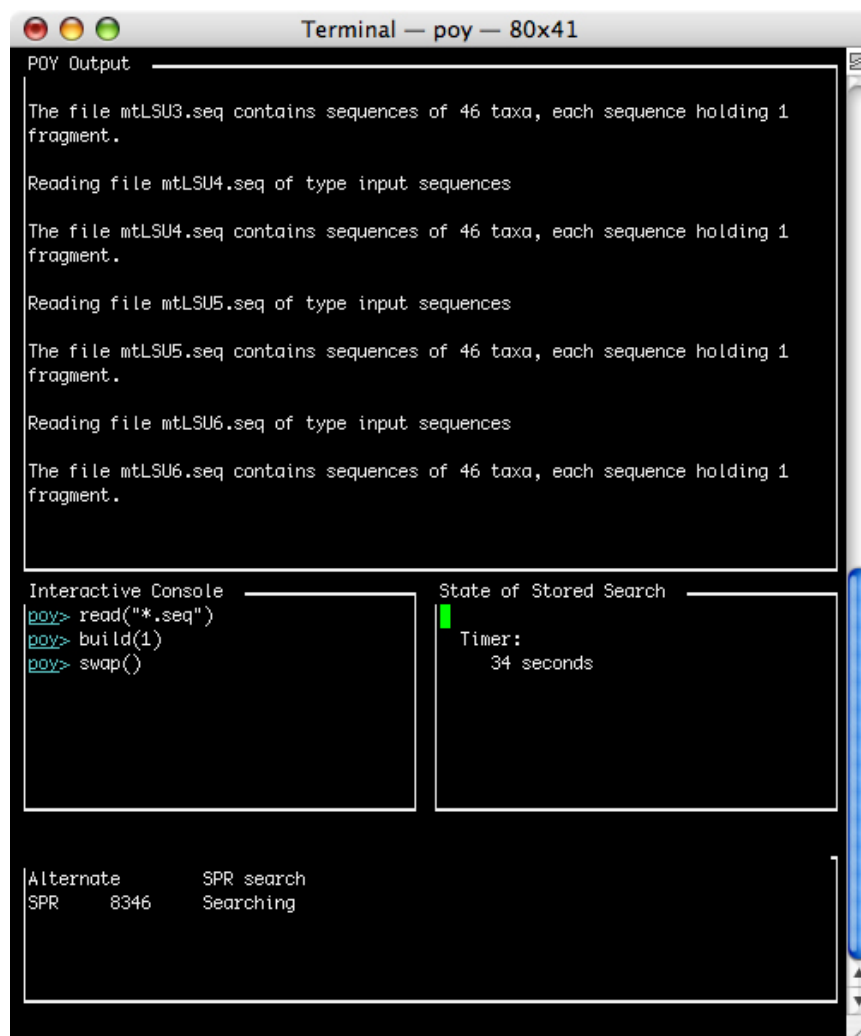 Terminal — poy — 80x41
POY Output
The file mtLSU3.seq contains sequences of 46 taxa, each sequence holding 1
fragment.
Reading file mtLSU4.seq of type input sequences
The file mtLSU4.seq contains sequences of 46 taxa, each sequence holding 1
fragment.
Reading file mtLSU5.seq of type input sequences
The file mtLSU5.seq contains sequences of 46 taxa, each sequence holding 1
fragment.
Reading file mtLSU6.seq of type input sequences
The file mtLSU6.seq contains sequences of 46 taxa, each sequence holding 1
fragment.
Interactive Console
poy> read("*.seq")
poy> build(1)
poy> swap()
State of Stored Search
Timer:
34 seconds
Alternate SPR search
SPR 8346 Searching